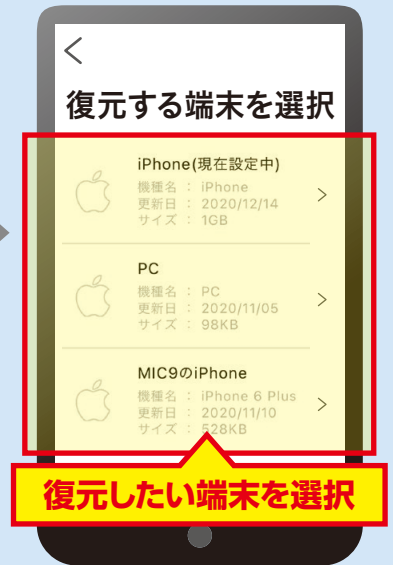 復元する端末を選択
iPhone(現在設定中)
機種名 : iPhone
更新日 : 2020/12/14
サイズ : 1GB
PC
機種名 : PC
更新日 : 2020/11/05
サイズ : 98KB
MIC9のiPhone
機種名 : iPhone 6 Plus
更新日 : 2020/11/10
サイズ : 528KB
復元したい端末を選択